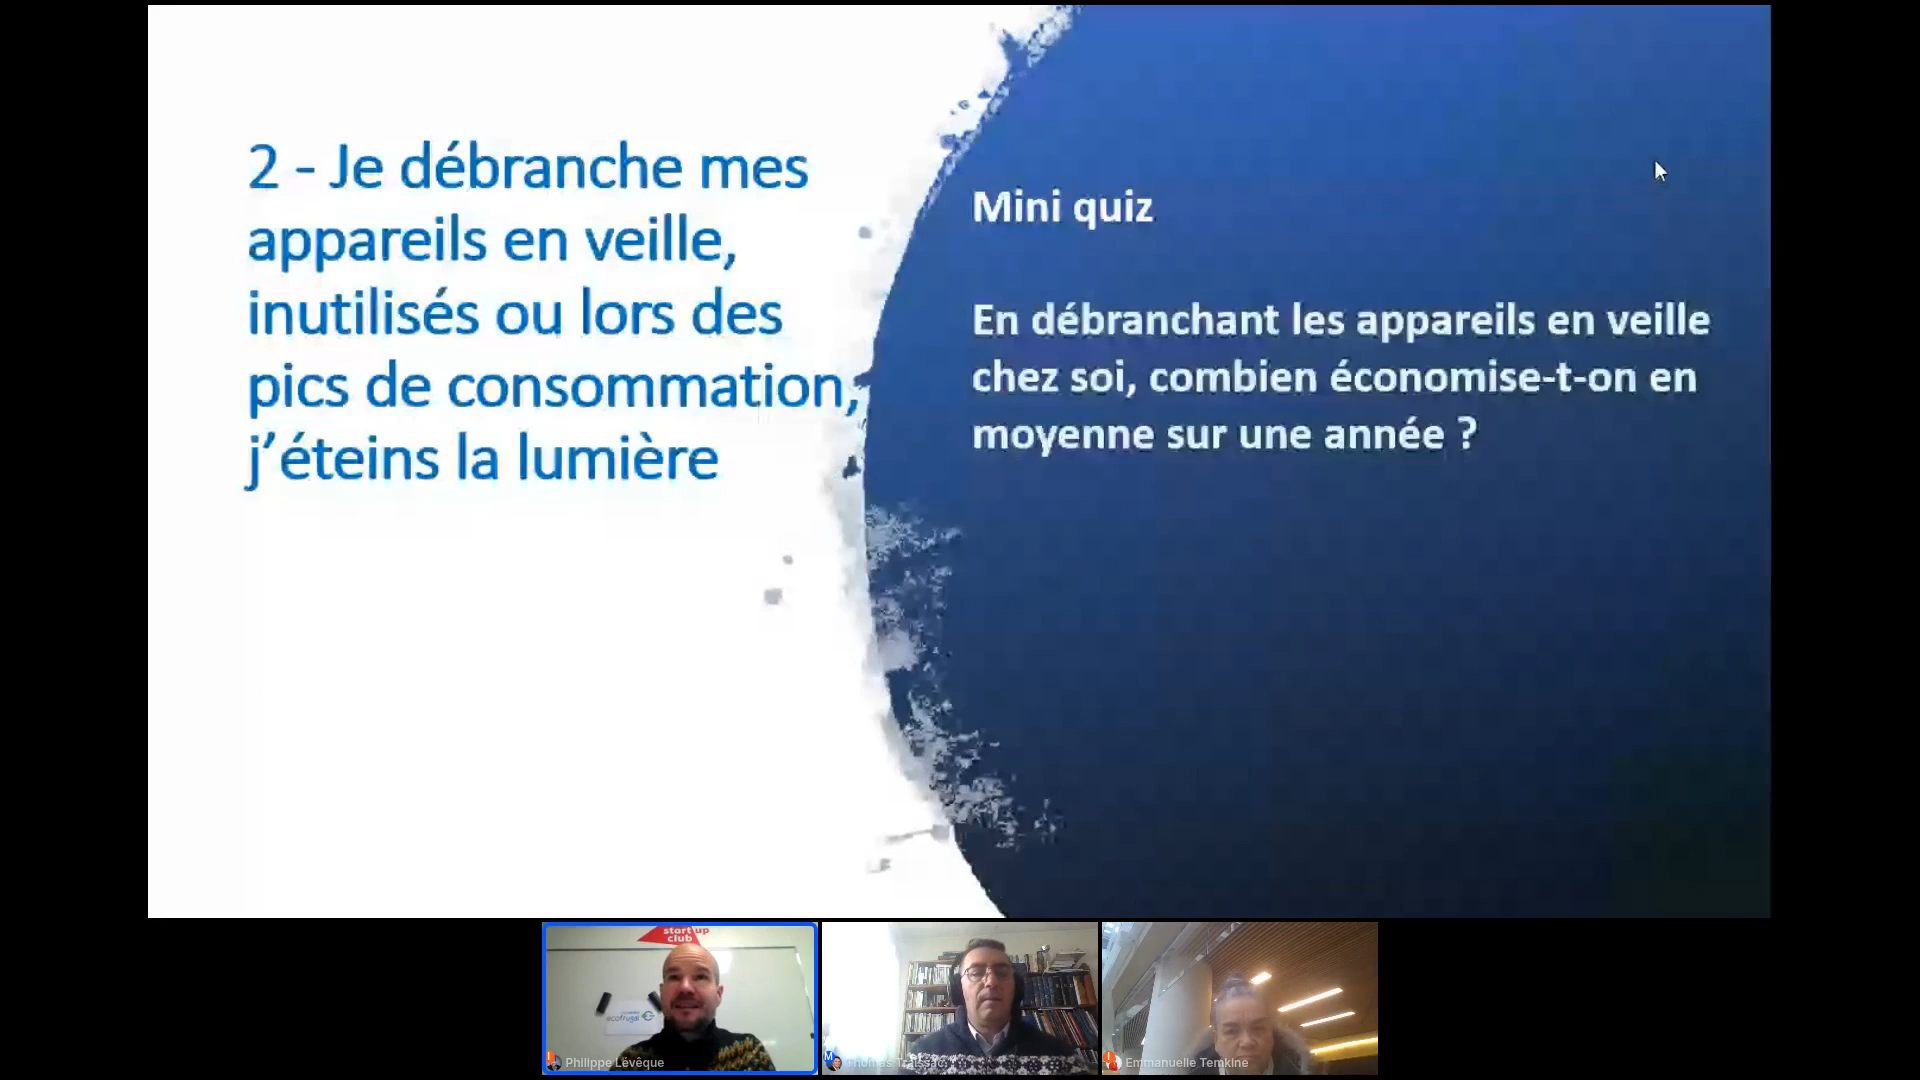 2 - Je débranche mes
appareils en veille,
inutilisés ou lors des
pics de consommation,
j’éteins la lumière
Mini quiz
En débranchant les appareils en veille
chez soi, combien économise-t-on en
moyenne sur une année ?
start up
club
ecofrugal
Philippe Lévêque
Emmanuelle Temkine